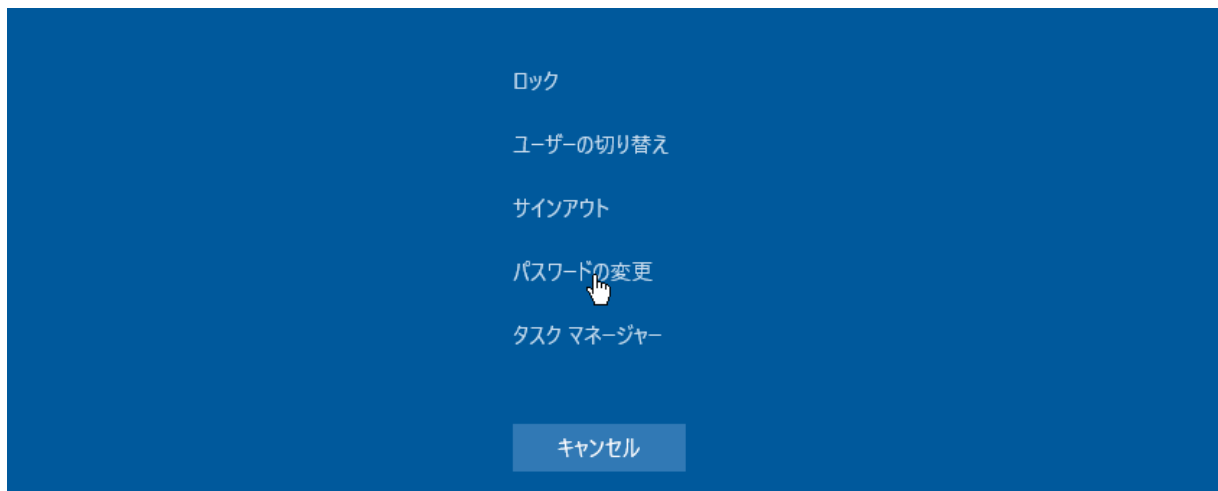 ロック
ユーザーの切り替え
サインアウト
パスワードの変更
タスク マネージャー
キャンセル